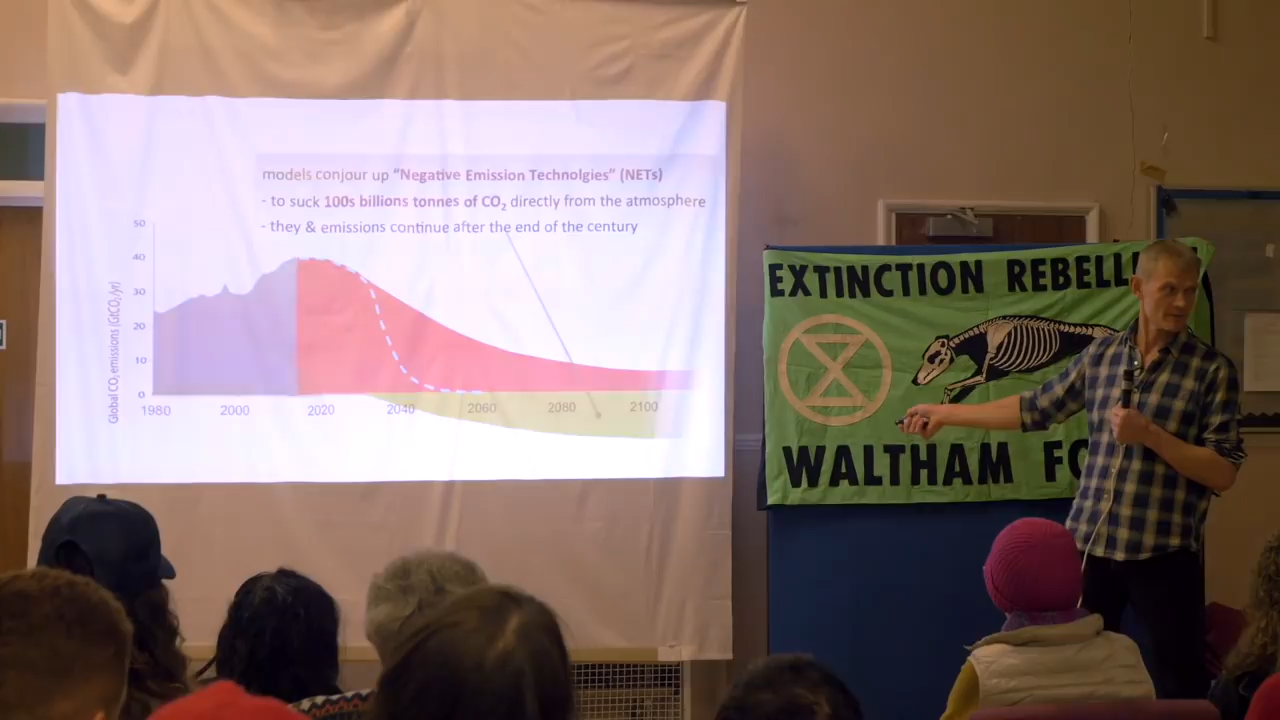 models conjour up “Negative Emission Technolgies” (NETs)
- to suck 100s billions tonnes of CO₂ directly from the atmosphere
- they & emissions continue after the end of the century
50
40
30
20
10
0
Global CO₂ emissions (GtCO₂/yr)
1980 2000 2020 2040 2060 2080 2100
EXTINCTION REBELL
WALTHAM FO